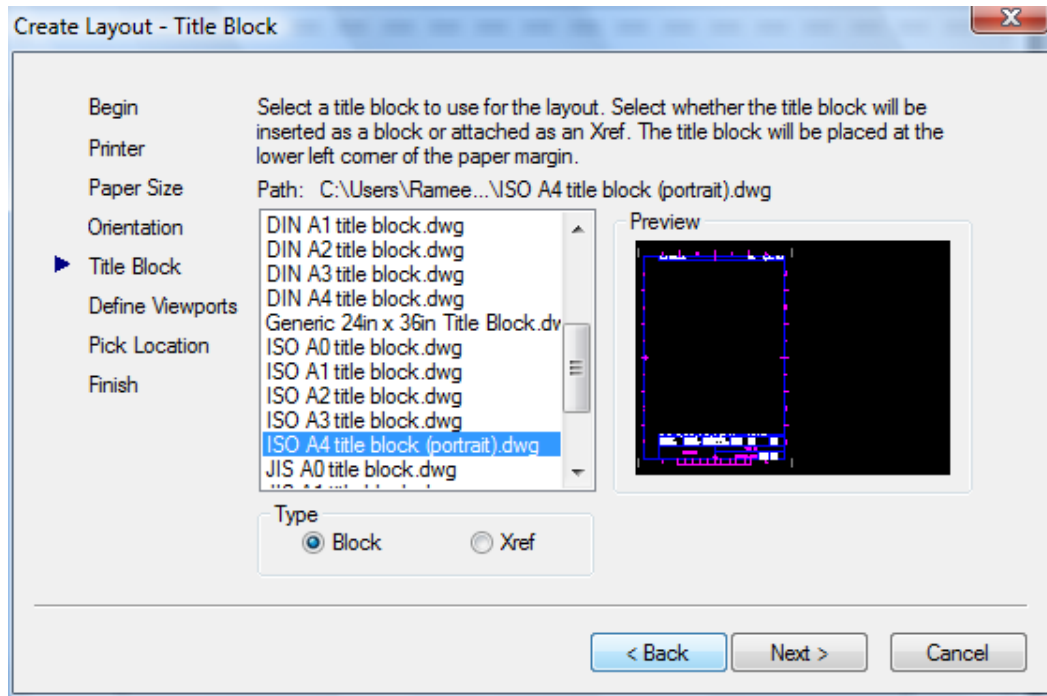 Create Layout - Title Block
X
Begin
Printer
Paper Size
Orientation
Title Block
Define Viewports
Pick Location
Finish
Select a title block to use for the layout. Select whether the title block will be
inserted as a block or attached as an Xref. The title block will be placed at the
lower left corner of the paper margin.
Path: C:\Users\Ramee...\ISO A4 title block (portrait).dwg
DIN A1 title block.dwg
DIN A2 title block.dwg
DIN A3 title block.dwg
DIN A4 title block.dwg
Generic 24in x 36in Title Block.dw
ISO A0 title block.dwg
ISO A1 title block.dwg
ISO A2 title block.dwg
ISO A3 title block.dwg
ISO A4 title block (portrait).dwg
JIS A0 title block.dwg
Preview
Type
Block
Xref
< Back
Next >
Cancel